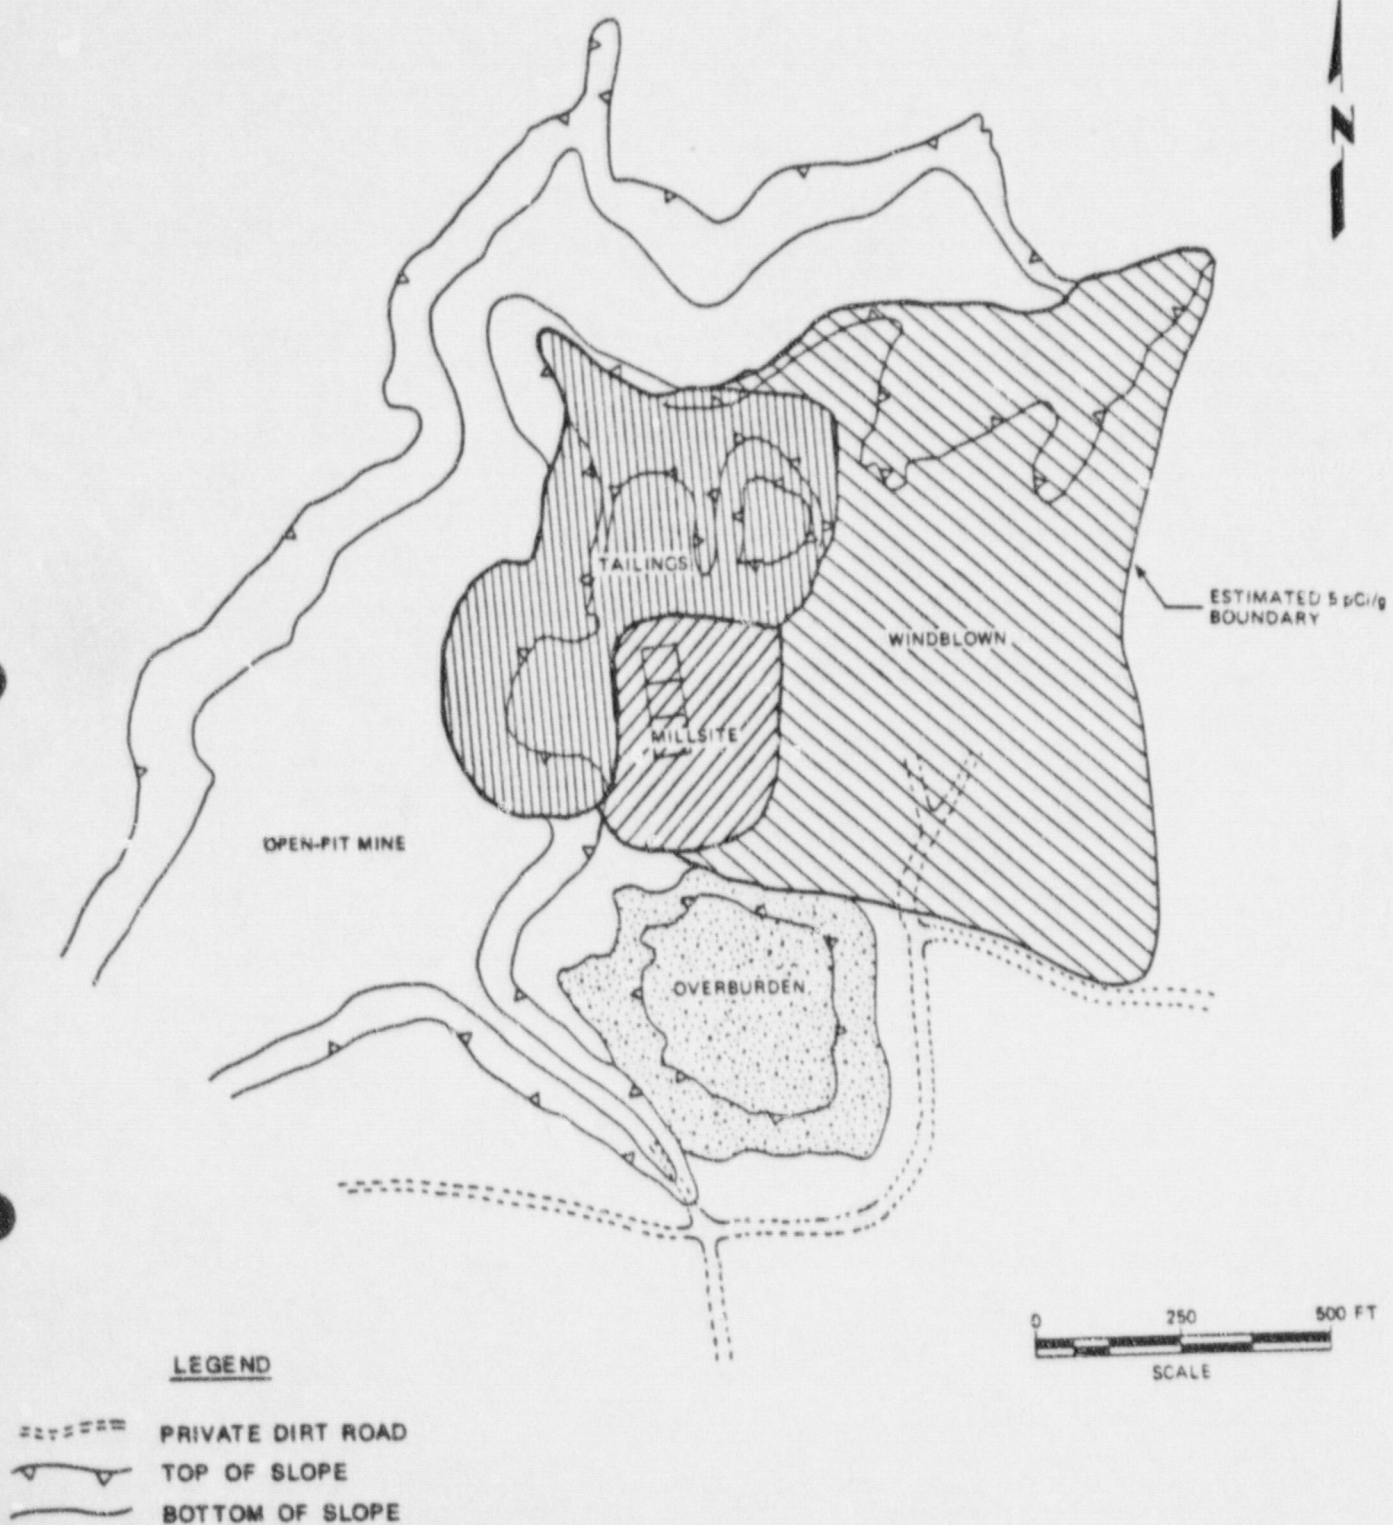 N
TAILINGS
ESTIMATED 5 pCi/g
BOUNDARY
WINDBLOWN
MILLSITE
OPEN-PIT MINE
OVERBURDEN
0 250 500 FT
SCALE
LEGEND
PRIVATE DIRT ROAD
TOP OF SLOPE
BOTTOM OF SLOPE